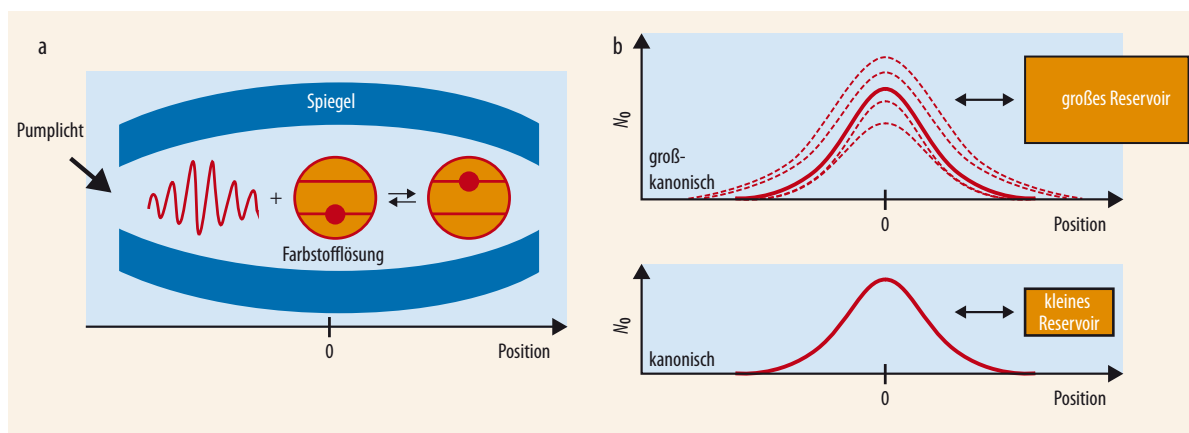 a
Spiegel
Pumplicht
+
Farbstofflösung
0
Position
b
N0
groß-
kanonisch
großes Reservoir
0
Position
N0
kanonisch
kleines
Reservoir
0
Position